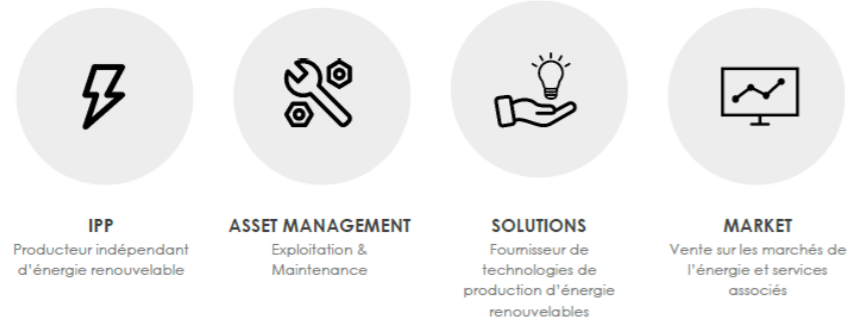 IPP
Producteur indépendant
d'énergie renouvelable
ASSET MANAGEMENT
Exploitation &
Maintenance
SOLUTIONS
Fournisseur de
technologies de
production d'énergie
renouvelables
MARKET
Vente sur les marchés de
l'énergie et services
associés